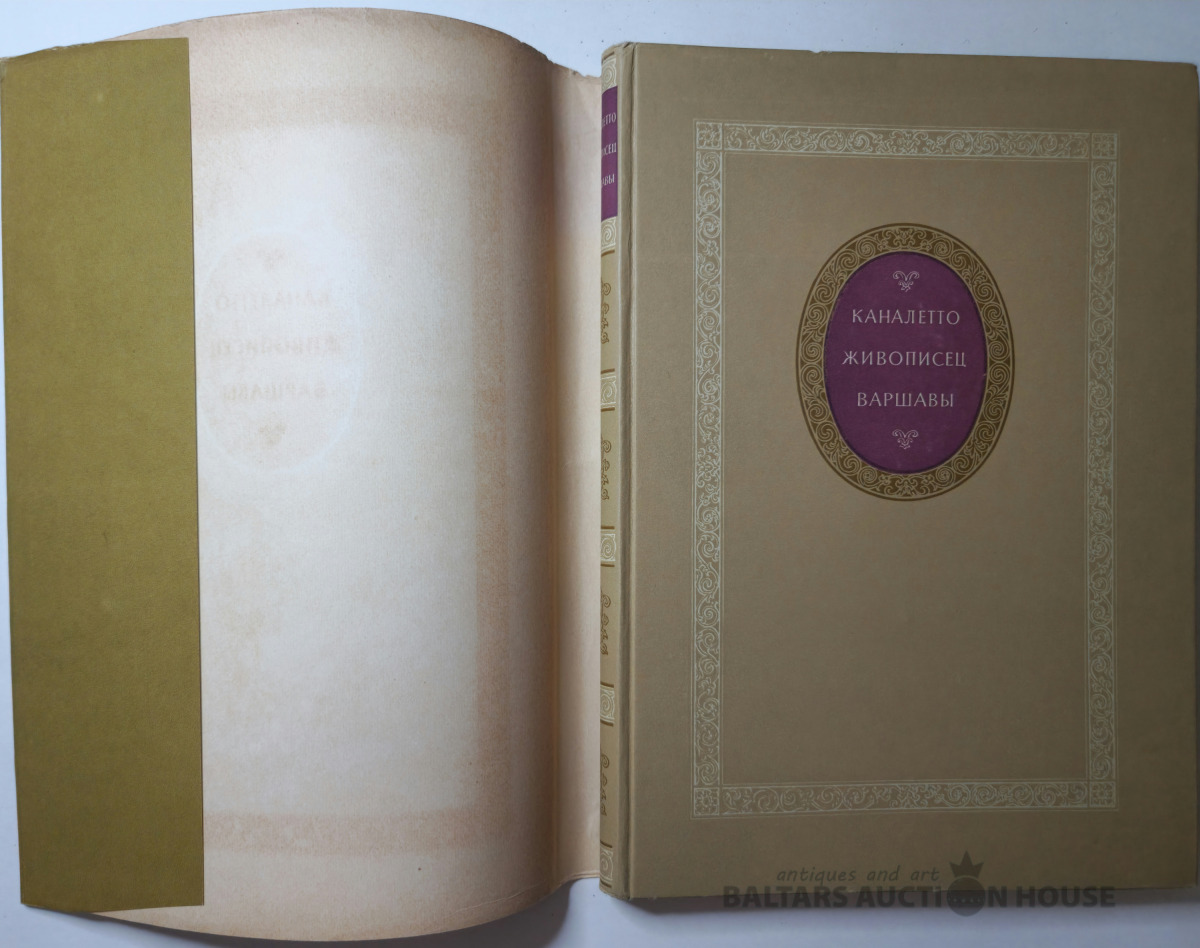 КАНАЛЕТТО
ЖИВОПИСЕЦ
ВАРШАВЫ
antiques and art
BALTARS AUCTION HOUSE